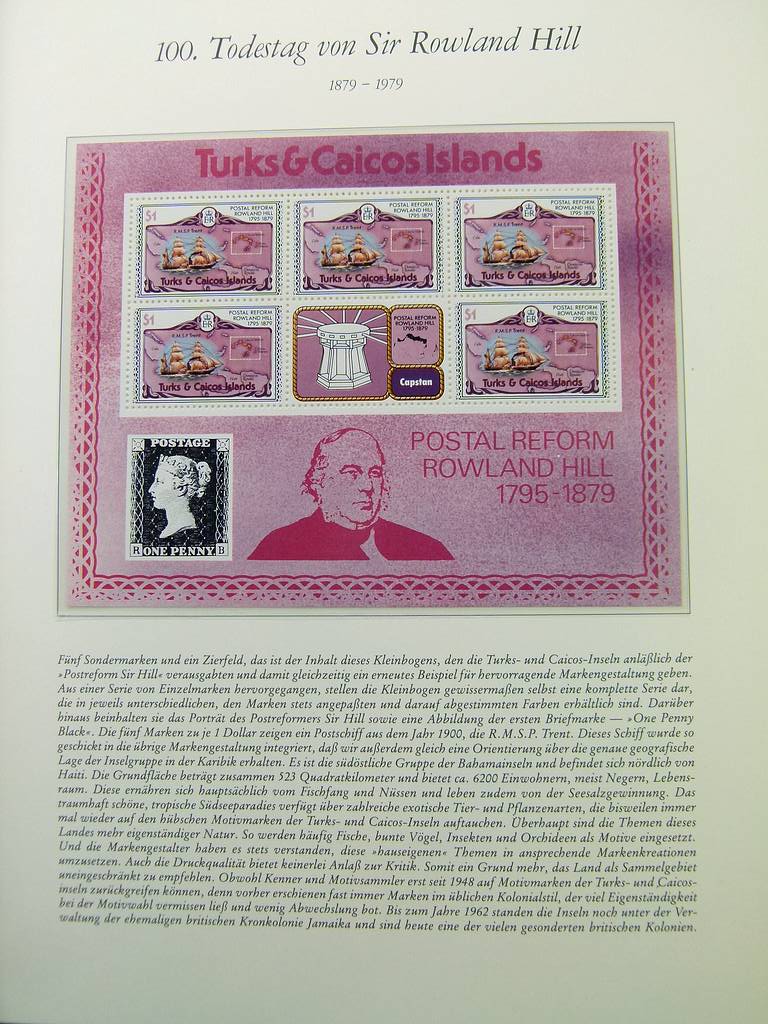 100. Todestag von Sir Rowland Hill
1879 – 1979
Turks & Caicos Islands
$1 POSTAL REFORM
ROWLAND HILL
1795-1879
R.M.S.P. Trent
Turks & Caicos Islands
$1 POSTAL REFORM
ROWLAND HILL
1795-1879
R.M.S.P. Trent
Turks & Caicos Islands
$1 POSTAL REFORM
ROWLAND HILL
1795-1879
R.M.S.P. Trent
Turks & Caicos Islands
$1 POSTAL REFORM
ROWLAND HILL
1795-1879
R.M.S.P. Trent
Turks & Caicos Islands
POSTAL REFORM
ROWLAND HILL
1795-1879
Capstan
$1 POSTAL REFORM
ROWLAND HILL
1795-1879
R.M.S.P. Trent
Turks & Caicos Islands
POSTAGE
R ONE PENNY B
POSTAL REFORM
ROWLAND HILL
1795-1879
Fünf Sondermarken und ein Zierfeld, das ist der Inhalt dieses Kleinbogens, den die Turks- und Caicos-Inseln anläßlich der
»Postreform Sir Hill« verausgabten und damit gleichzeitig ein erneutes Beispiel für hervorragende Markengestaltung geben.
Aus einer Serie von Einzelmarken hervorgegangen, stellen die Kleinbogen gewissermaßen selbst eine komplette Serie dar,
die in jeweils unterschiedlichen, den Marken stets angepaßten und darauf abgestimmten Farben erhältlich sind. Darüber
hinaus beinhalten sie das Porträt des Postreformers Sir Hill sowie eine Abbildung der ersten Briefmarke — »One Penny
Black«. Die fünf Marken zu je 1 Dollar zeigen ein Postschiff aus dem Jahr 1900, die R.M.S.P. Trent. Dieses Schiff wurde so
geschickt in die übrige Markengestaltung integriert, daß wir außerdem gleich eine Orientierung über die genaue geografische
Lage der Inselgruppe in der Karibik erhalten. Es ist die südöstliche Gruppe der Bahamainseln und befindet sich nördlich von
Haiti. Die Grundfläche beträgt zusammen 523 Quadratkilometer und bietet ca. 6200 Einwohnern, meist Negern, Lebens-
raum. Diese ernähren sich hauptsächlich vom Fischfang und Nüssen und leben zudem von der Seesalzgewinnung. Das
traumhaft schöne, tropische Südseeparadies verfügt über zahlreiche exotische Tier- und Pflanzenarten, die bisweilen immer
mal wieder auf den hübschen Motivmarken der Turks- und Caicos-Inseln auftauchen. Überhaupt sind die Themen dieses
Landes mehr eigenständiger Natur. So werden häufig Fische, bunte Vögel, Insekten und Orchideen als Motive eingesetzt.
Und die Markengestalter haben es stets verstanden, diese »hauseigenen« Themen in ansprechende Markenkreationen
umzusetzen. Auch die Druckqualität bietet keinerlei Anlaß zur Kritik. Somit ein Grund mehr, das Land als Sammelgebiet
uneingeschränkt zu empfehlen. Obwohl Kenner und Motivsammler erst seit 1948 auf Motivmarken der Turks- und Caicos-
inseln zurückgreifen können, denn vorher erschienen fast immer Marken im üblichen Kolonialstil, der viel Eigenständigkeit
bei der Motivwahl vermissen ließ und wenig Abwechslung bot. Bis zum Jahre 1962 standen die Inseln noch unter der Ver-
waltung der ehemaligen britischen Kronkolonie Jamaika und sind heute eine der vielen gesonderten britischen Kolonien.